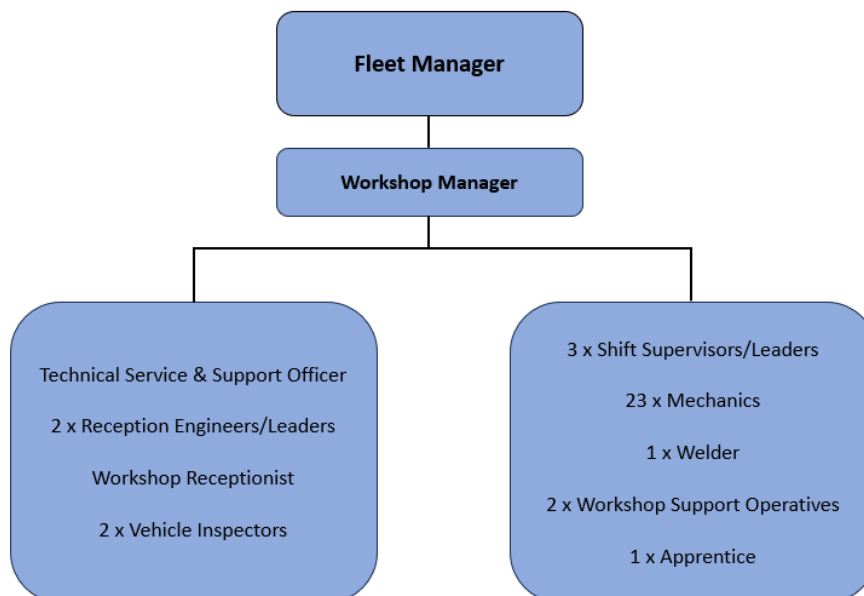 Fleet Manager
Workshop Manager
Technical Service & Support Officer
2 x Reception Engineers/Leaders
Workshop Receptionist
2 x Vehicle Inspectors
3 x Shift Supervisors/Leaders
23 x Mechanics
1 x Welder
2 x Workshop Support Operatives
1 x Apprentice